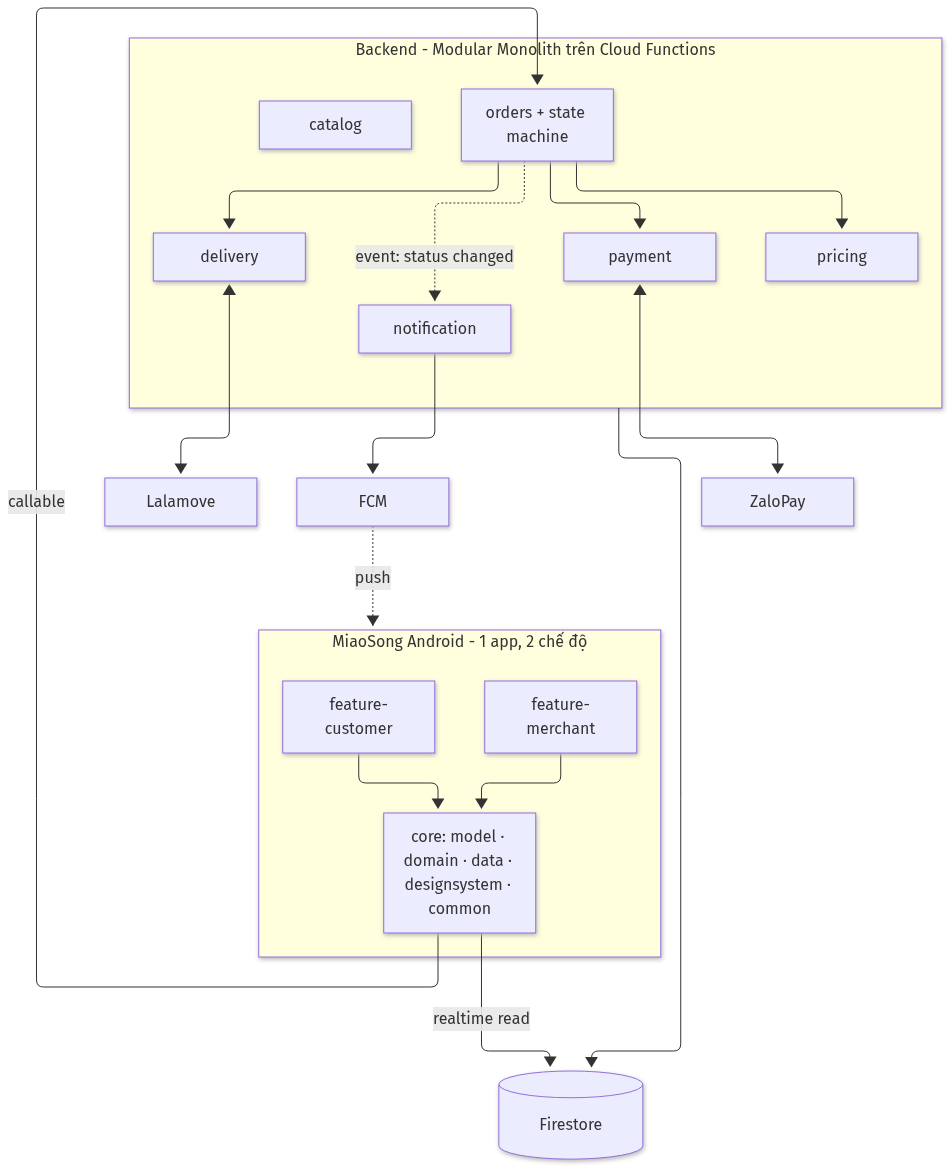 Backend - Modular Monolith trên Cloud Functions
catalog
orders + state
machine
delivery
event: status changed
payment
pricing
notification
callable
Lalamove
FCM
ZaloPay
push
MiaoSong Android - 1 app, 2 chế độ
feature-
customer
feature-
merchant
core: model ·
domain · data ·
designsystem ·
common
realtime read
Firestore